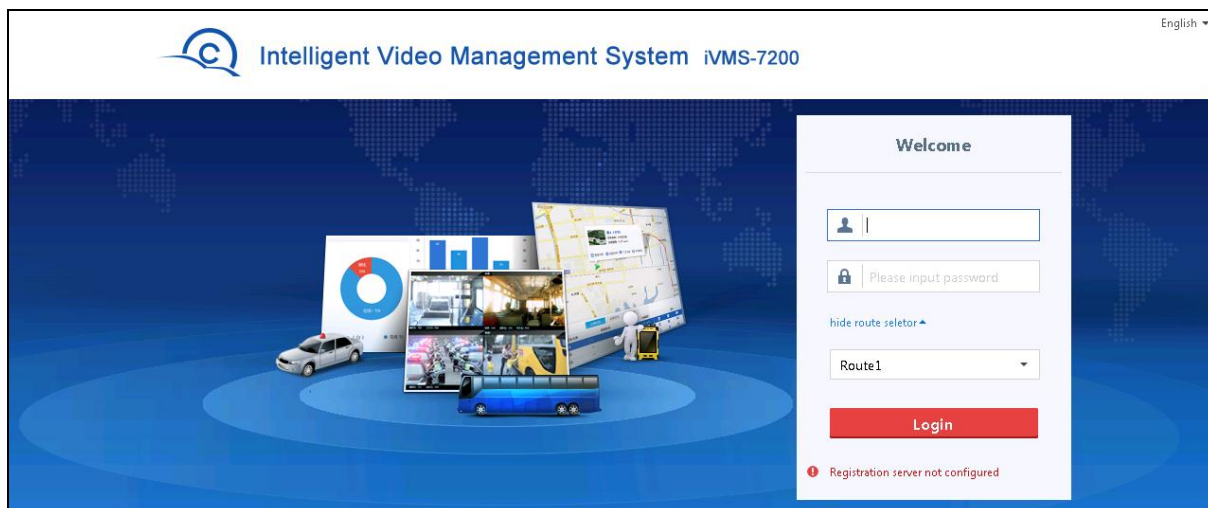 English
C
Intelligent Video Management System iVMS-7200
Welcome
Please input password
hide route seletor
Route1
Login
Registration server not configured